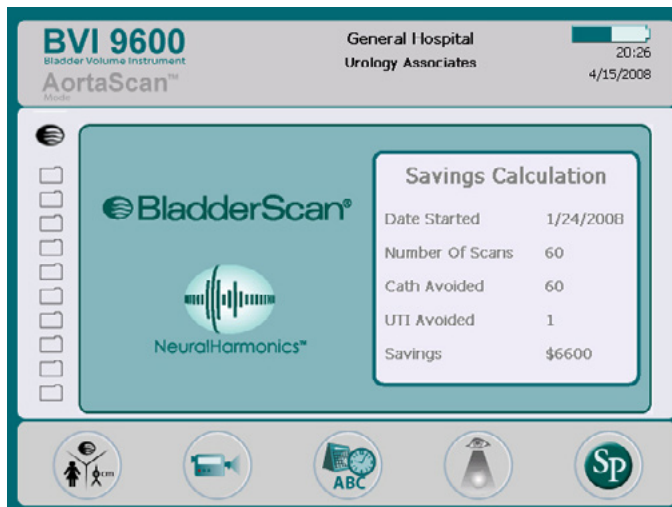 BVI 9600
Bladder Volume Instrument
AortaScan™
Mode
General Hospital
Urology Associates
20:26
4/15/2008
BladderScan®
NeuralHarmonics™
Savings Calculation
Date Started 1/24/2008
Number Of Scans 60
Cath Avoided 60
UTI Avoided 1
Savings $6600
cm
ABC
SP